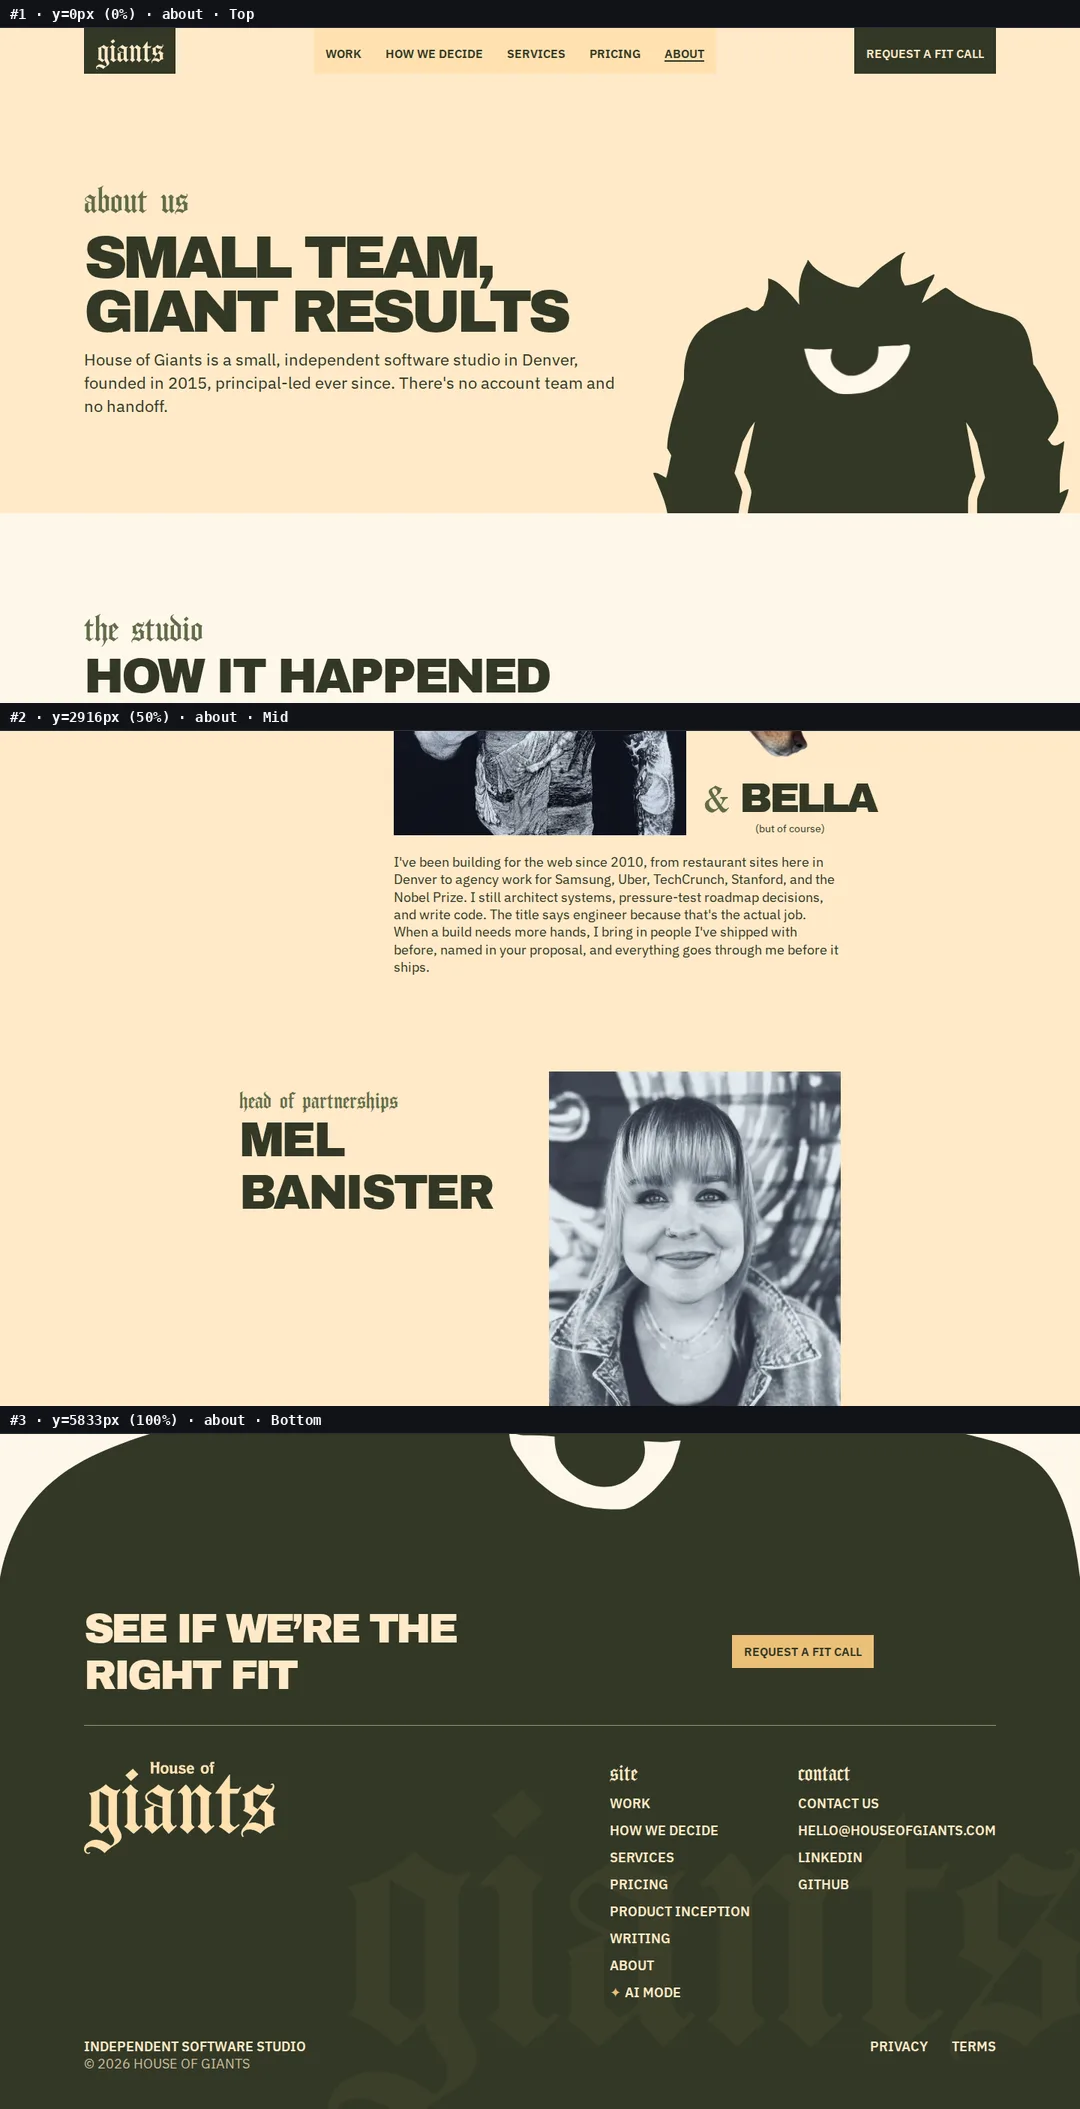 #1 · y=0px (0%) · about · Top
giants
WORK HOW WE DECIDE SERVICES PRICING ABOUT
REQUEST A FIT CALL
about us
SMALL TEAM,
GIANT RESULTS
House of Giants is a small, independent software studio in Denver,
founded in 2015, principal-led ever since. There's no account team and
no handoff.
the studio
HOW IT HAPPENED
#2 · y=2916px (50%) · about · Mid
& BELLA
(but of course)
I've been building for the web since 2010, from restaurant sites here in
Denver to agency work for Samsung, Uber, TechCrunch, Stanford, and the
Nobel Prize. I still architect systems, pressure-test roadmap decisions,
and write code. The title says engineer because that's the actual job.
When a build needs more hands, I bring in people I've shipped with
before, named in your proposal, and everything goes through me before it
ships.
head of partnerships
MEL
BANISTER
#3 · y=5833px (100%) · about · Bottom
SEE IF WE’RE THE
RIGHT FIT
REQUEST A FIT CALL
House of
giants
site
WORK
HOW WE DECIDE
SERVICES
PRICING
PRODUCT INCEPTION
WRITING
ABOUT
✦ AI MODE
contact
CONTACT US
HELLO@HOUSEOFGIANTS.COM
LINKEDIN
GITHUB
giants
INDEPENDENT SOFTWARE STUDIO
© 2026 HOUSE OF GIANTS
PRIVACY TERMS